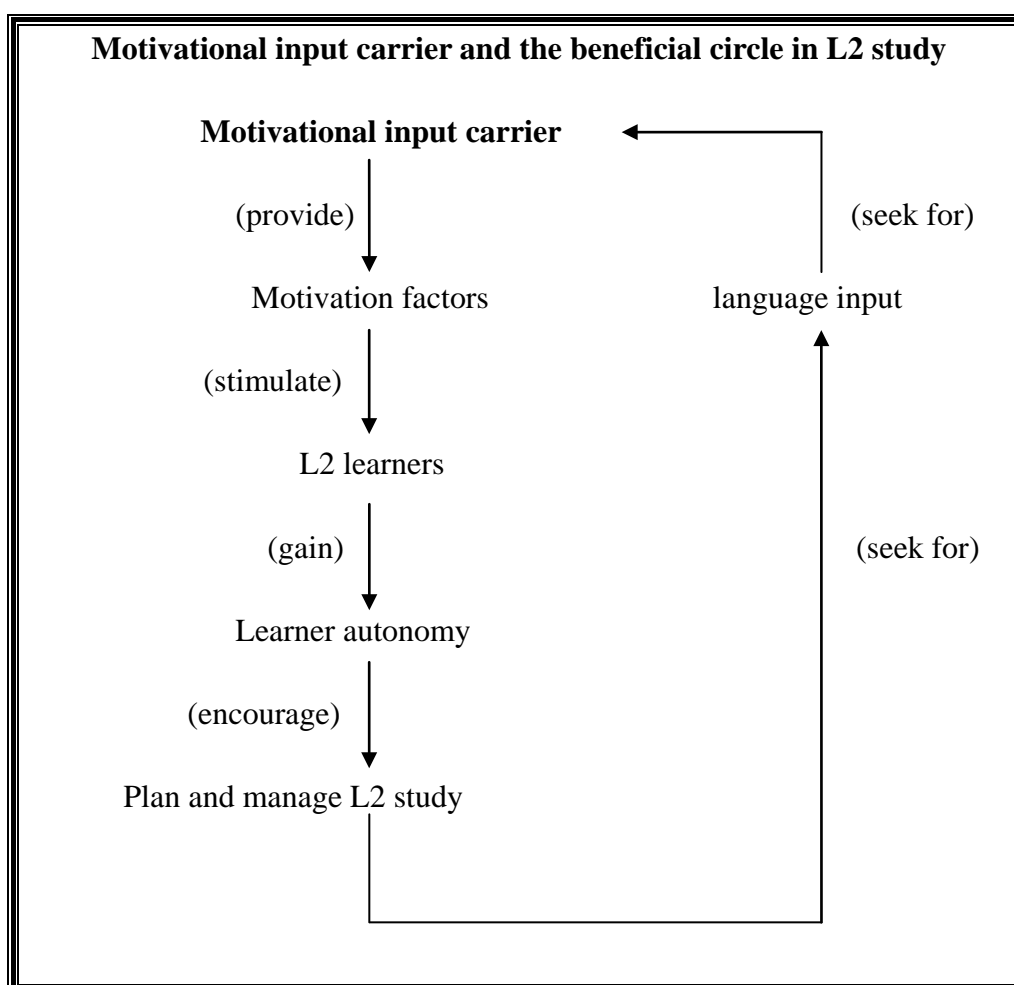 Motivational input carrier and the beneficial circle in L2 study
Motivational input carrier
(provide)
(seek for)
Motivation factors
language input
(stimulate)
L2 learners
(gain)
(seek for)
Learner autonomy
(encourage)
Plan and manage L2 study